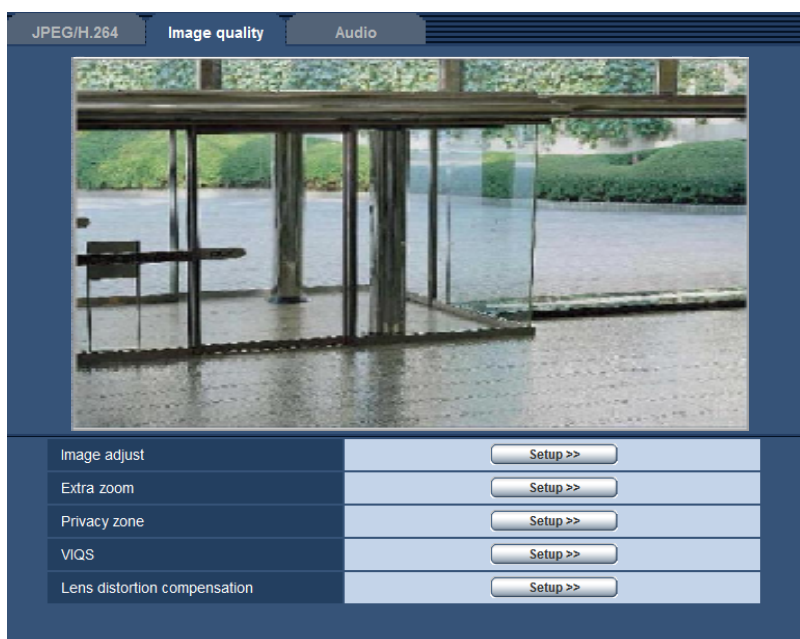 JPEG/H.264 Image quality Audio
Image adjust Setup >>
Extra zoom Setup >>
Privacy zone Setup >>
VIQS Setup >>
Lens distortion compensation Setup >>